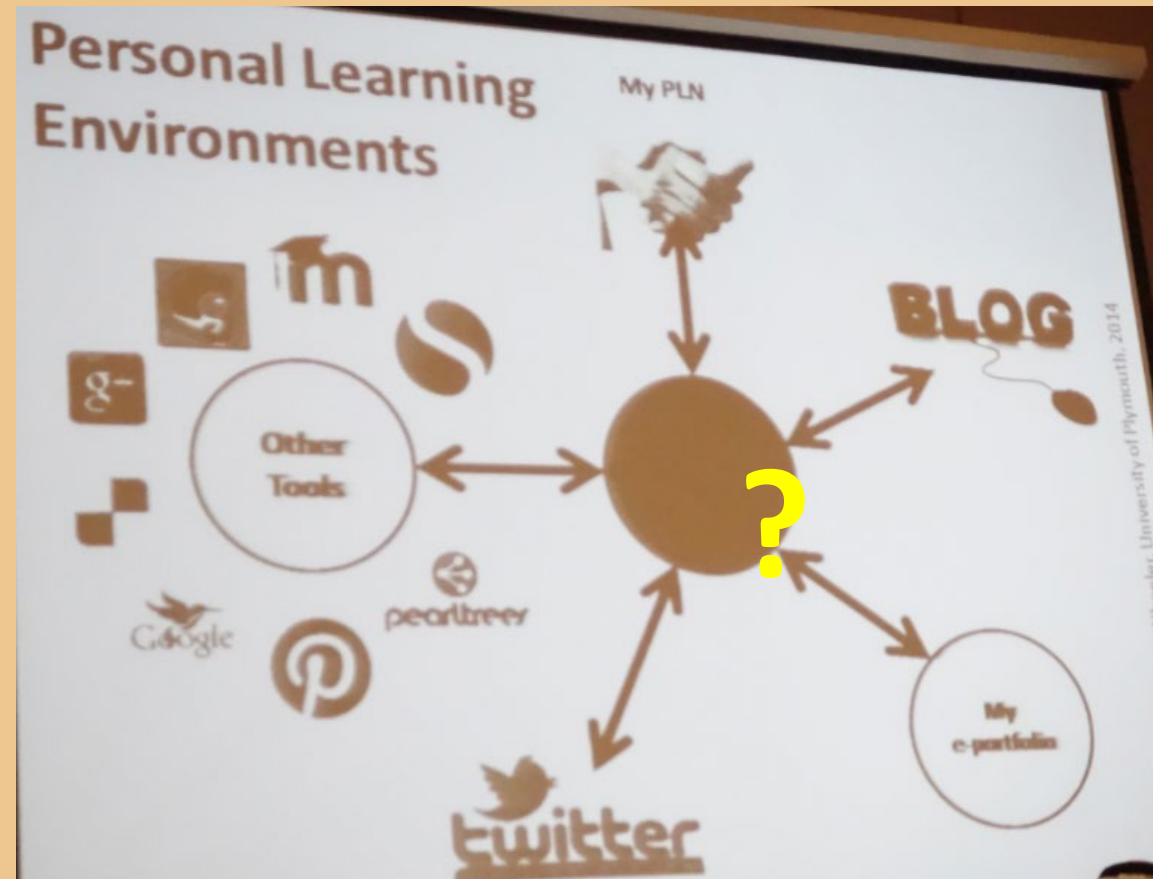 Personal Learning
Environments
My PLN
BLOG
Other
Tools
g+
m
?
pearltrees
Google
My
e-portfolio
twitter
University of Plymouth, 2014